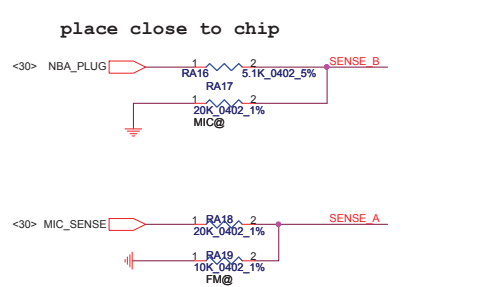 place close to chip
<30> NBA_PLUG 1 2 SENSE_B
RA16 5.1K_0402_5%
RA17
1 2
20K_0402_1%
MIC@
<30> MIC_SENSE 1 RA18 2 SENSE_A
20K_0402_1%
1 RA19 2
10K_0402_1%
FM@